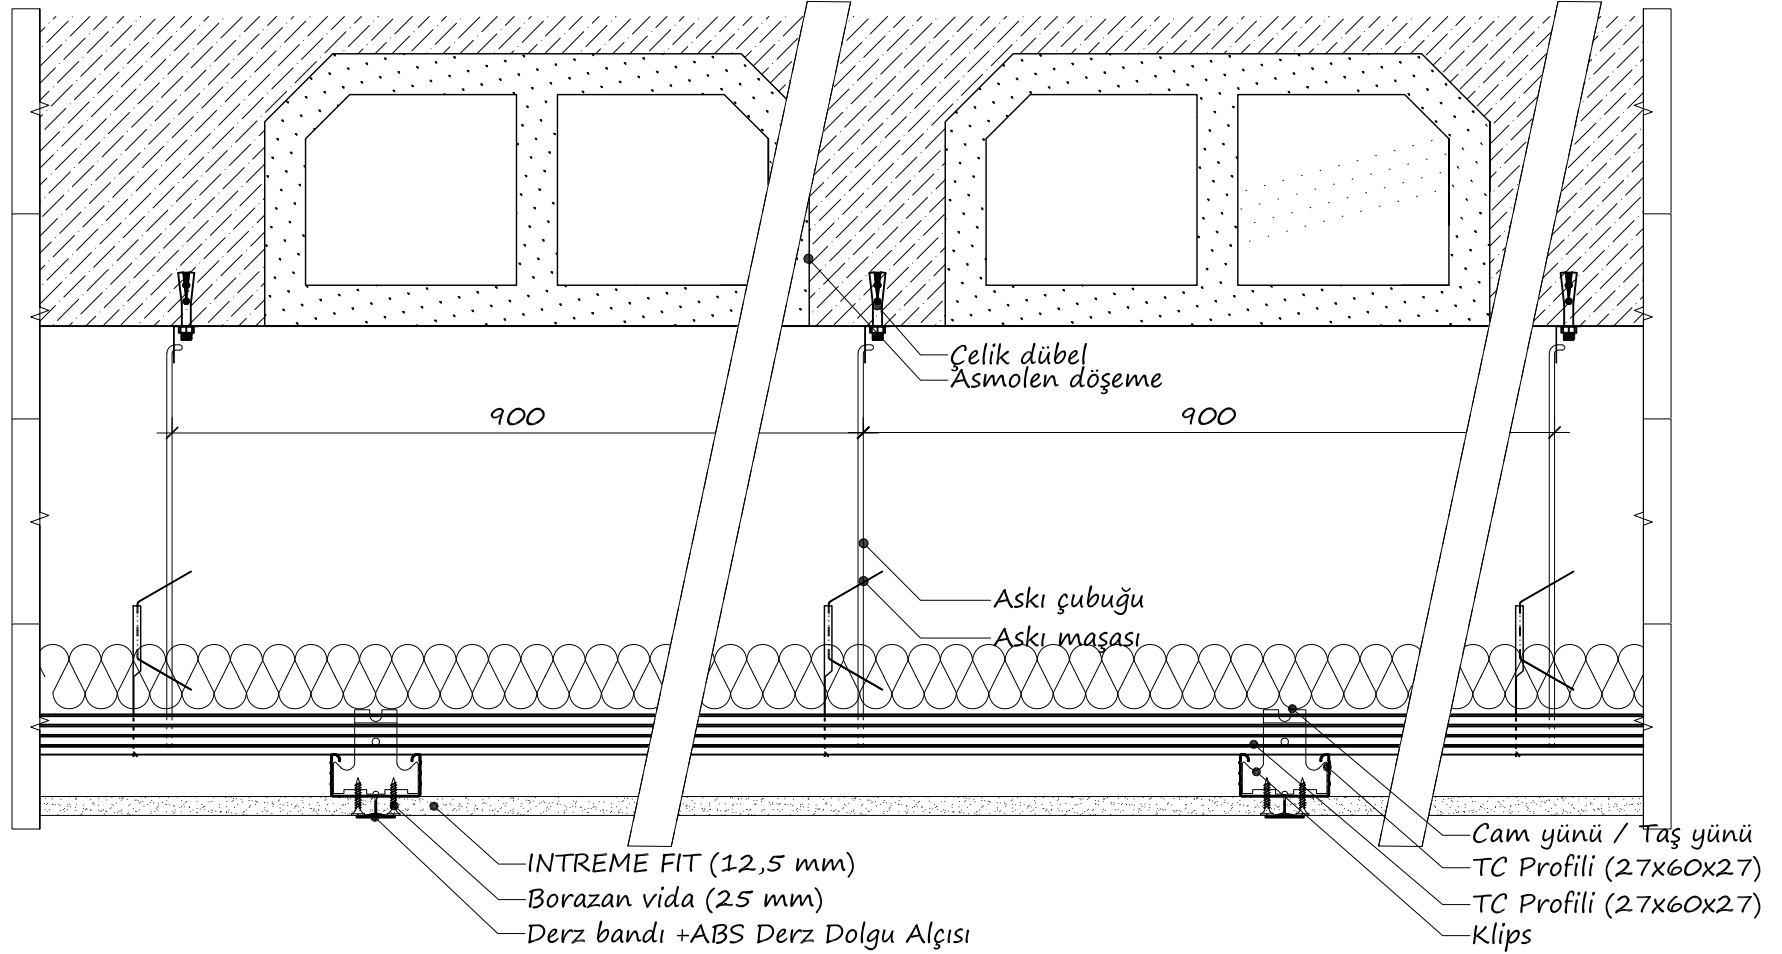 Çelik dübel
Asmolen döşeme
900
900
Askı çubuğu
Askı maşası
Cam yünü / Taş yünü
INTREME FIT (12,5 mm)
TC Profili (27x60x27)
Borazan vida (25 mm)
TC Profili (27x60x27)
Derz bandı +ABS Derz Dolgu Alçısı
Klips